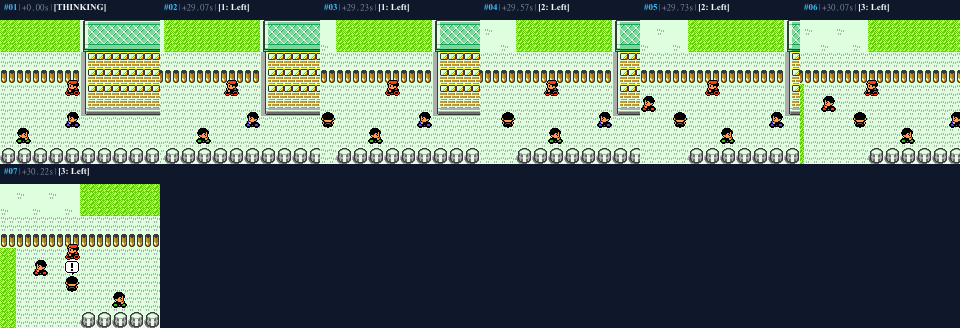 #01|+0.00s| [THINKING]
#02|+29.07s| [1: Left]
#03|+29.23s| [1: Left]
#04|+29.57s| [2: Left]
#05|+29.73s| [2: Left]
#06|+30.07s| [3: Left]
#07|+30.22s| [3: Left]
!